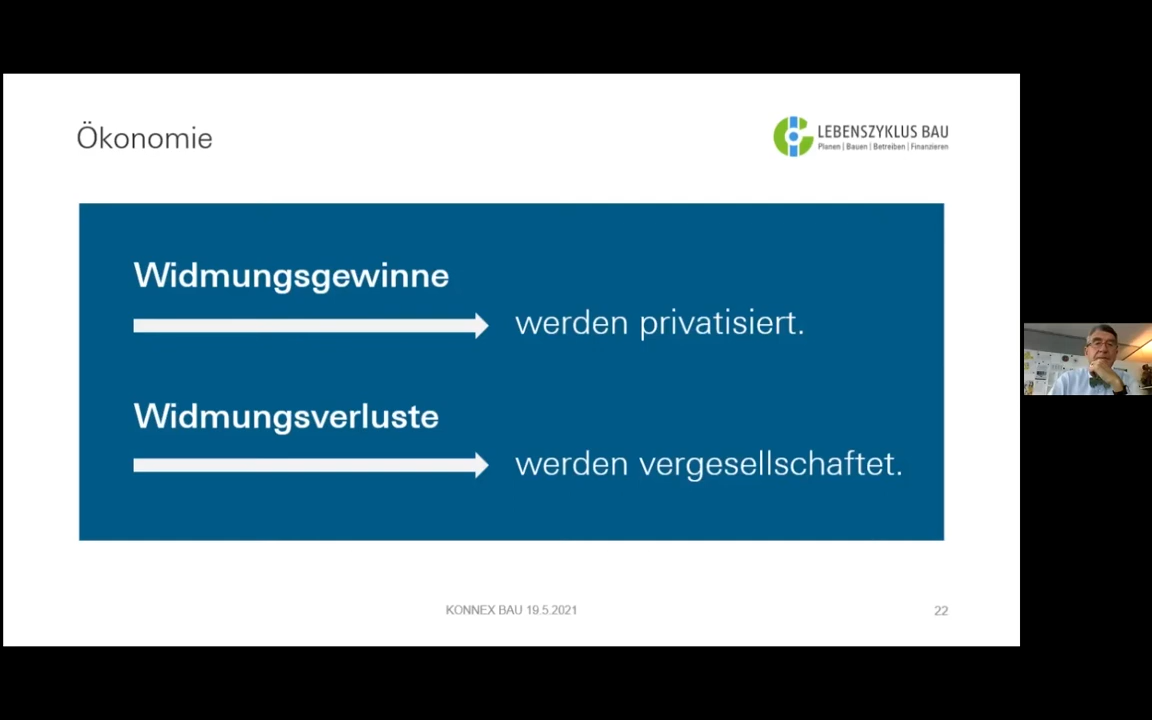 Ökonomie
LEBENSZYKLUS BAU
Planen | Bauen | Betreiben | Finanzieren
Widmungsgewinne
werden privatisiert.
Widmungsverluste
werden vergesellschaftet.
KONNEX BAU 19.5.2021
22